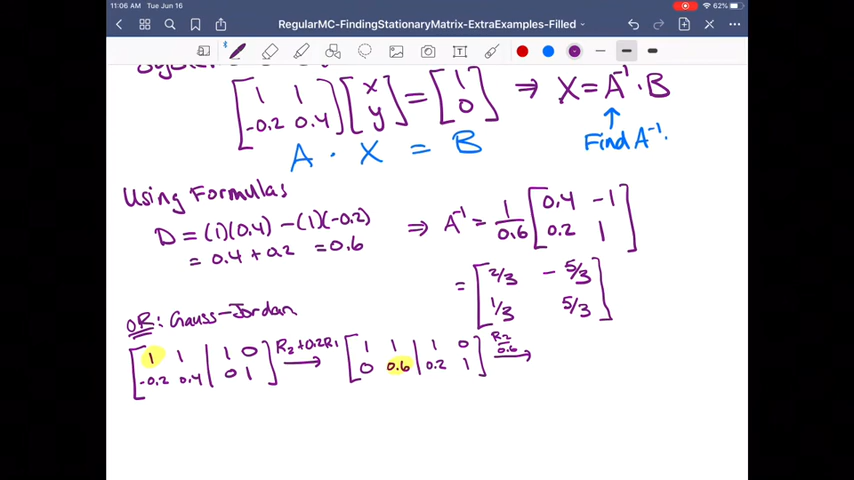 11:06 AM Tue Jun 16
62%
RegularMC-FindingStationaryMatrix-ExtraExamples-Filled
[1 1; -0.2 0.4] [x; y] = [1; 0] ⇒ X = A⁻¹ · B
A · X = B
↑
Find A⁻¹.
Using Formulas
D = (1)(0.4) - (1)(-0.2)
= 0.4 + 0.2 = 0.6
⇒ A⁻¹ = 1/0.6 [0.4 -1; 0.2 1]
= [2/3 - 5/3; 1/3 5/3]
OR: Gauss-Jordan
[1 1 | 1 0; -0.2 0.4 | 0 1] R2 + 0.2R1 → [1 1 | 1 0; 0 0.6 | 0.2 1] R2/0.6 →